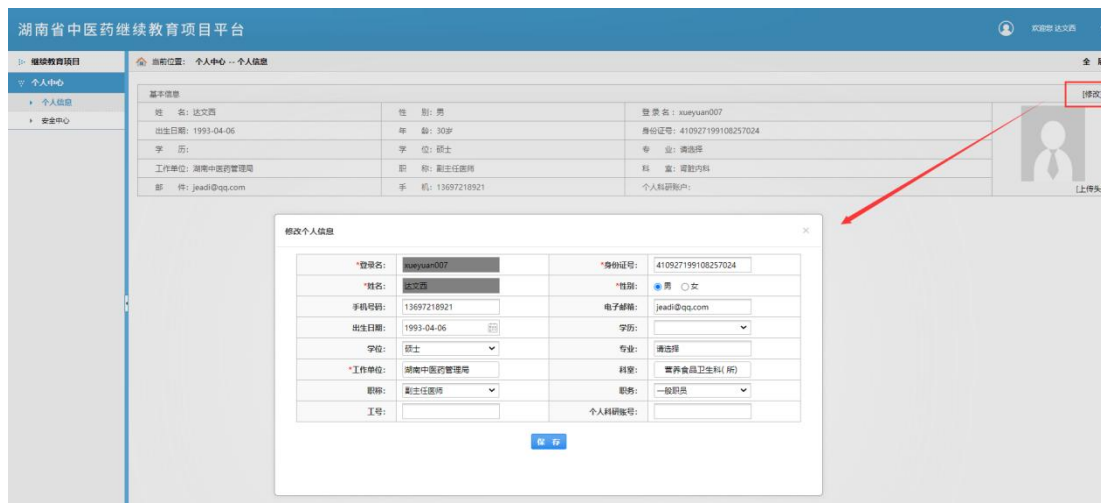 湖南省中医药继续教育项目平台 欢迎您 达文西
继续教育项目 当前位置: 个人中心 -- 个人信息 全
个人中心
个人信息
安全中心
基本信息 [修改
姓 名: 达文西 性 别: 男 登 录 名: xueyuan007
出生日期: 1993-04-06 年 龄: 30岁 身份证号: 410927199108257024
学 历: 学 位: 硕士 专 业: 请选择
工作单位: 湖南中医药管理局 职 称: 副主任医师 科 室: 肾脏内科
邮 件: jeadi@qq.com 手 机: 13697218921 个人科研账户: [上传头
修改个人信息 ×
*登录名: xueyuan007 *身份证号: 410927199108257024
*姓名: 达文西 *性别: 男 女
手机号码: 13697218921 电子邮箱: jeadi@qq.com
出生日期: 1993-04-06 学历:
学位: 硕士 专业: 请选择
*工作单位: 湖南中医药管理局 科室: 营养食品卫生科( 所)
职称: 副主任医师 职务: 一般职员
工号: 个人科研账号:
保 存